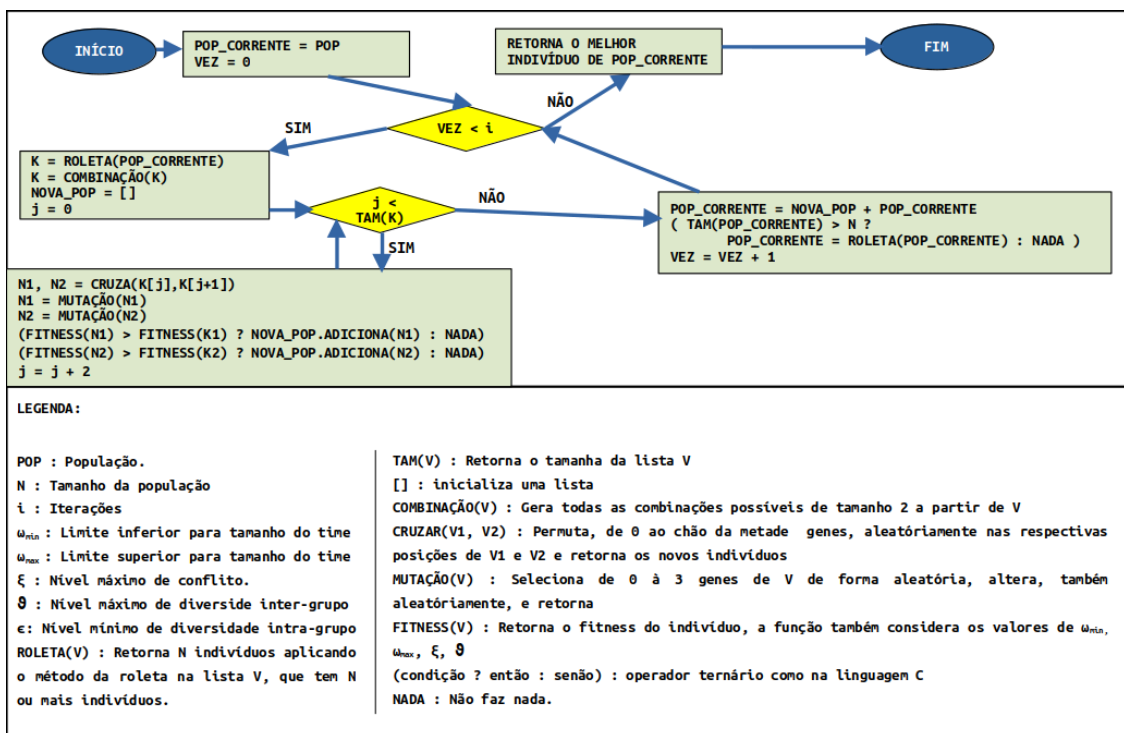 INÍCIO
POP_CORRENTE = POP
VEZ = 0
RETORNA O MELHOR
INDIVÍDUO DE POP_CORRENTE
FIM
VEZ < i
NÃO
SIM
K = ROLETA(POP_CORRENTE)
K = COMBINAÇÃO(K)
NOVA_POP = []
j = 0
j <
TAM(K)
NÃO
SIM
POP_CORRENTE = NOVA_POP + POP_CORRENTE
( TAM(POP_CORRENTE) > N ?
POP_CORRENTE = ROLETA(POP_CORRENTE) : NADA )
VEZ = VEZ + 1
N1, N2 = CRUZA(K[j],K[j+1])
N1 = MUTAÇÃO(N1)
N2 = MUTAÇÃO(N2)
(FITNESS(N1) > FITNESS(K1) ? NOVA_POP.ADICIONA(N1) : NADA)
(FITNESS(N2) > FITNESS(K2) ? NOVA_POP.ADICIONA(N2) : NADA)
j = j + 2
LEGENDA:
POP : População.
N : Tamanho da população
i : Iterações
ωmin : Limite inferior para tamanho do time
ωmax : Limite superior para tamanho do time
ξ : Nível máximo de conflito.
ϑ : Nível máximo de diverside inter-grupo
ϵ: Nível mínimo de diversidade intra-grupo
ROLETA(V) : Retorna N indivíduos aplicando
o método da roleta na lista V, que tem N
ou mais indivíduos.
TAM(V) : Retorna o tamanha da lista V
[] : inicializa uma lista
COMBINAÇÃO(V) : Gera todas as combinações possíveis de tamanho 2 a partir de V
CRUZAR(V1, V2) : Permuta, de 0 ao chão da metade genes, aleatóriamente nas respectivas
posições de V1 e V2 e retorna os novos indivíduos
MUTAÇÃO(V) : Seleciona de 0 à 3 genes de V de forma aleatória, altera, também
aleatóriamente, e retorna
FITNESS(V) : Retorna o fitness do indivíduo, a função também considera os valores de ωmin,
ωmax, ξ, ϑ
(condição ? então : senão) : operador ternário como na linguagem C
NADA : Não faz nada.